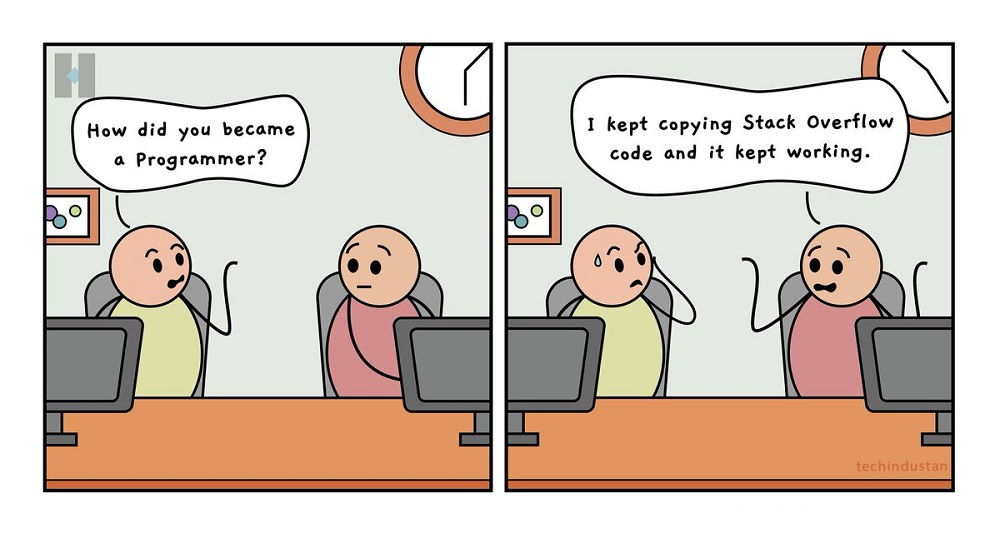 How did you became
a Programmer?
I kept copying Stack Overflow
code and it kept working.
techindustan